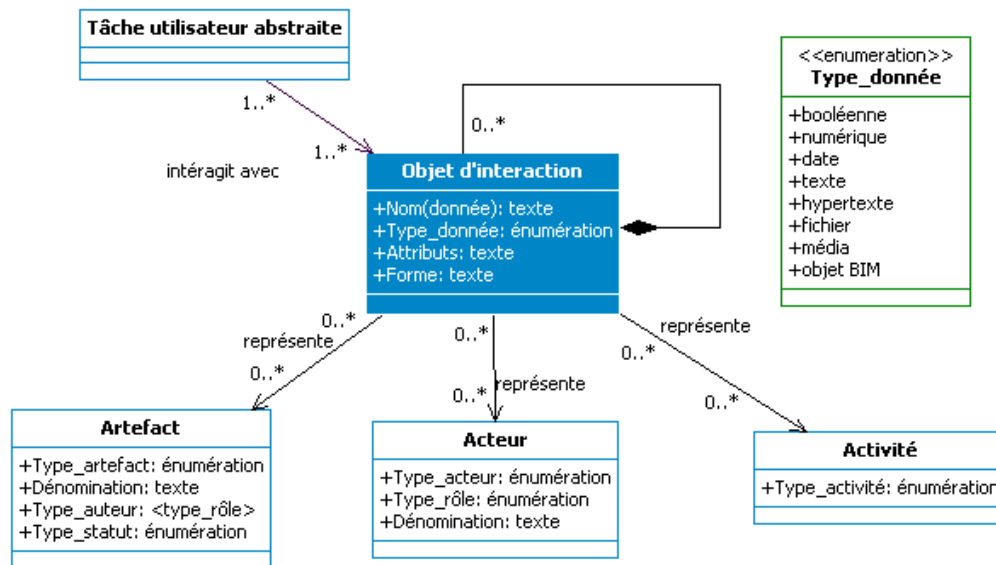 Tâche utilisateur abstraite
1..*
1..*
intéragit avec
0..*
<<enumeration>>
Type_donnée
+booléenne
+numérique
+date
+texte
+hypertexte
+fichier
+média
+objet BIM
Objet d'interaction
+Nom(donnée): texte
+Type_donnée: énumération
+Attributs: texte
+Forme: texte
0..*
représente
0..*
0..*
représente
0..*
représente
0..*
0..*
Artefact
+Type_artefact: énumération
+Dénomination: texte
+Type_auteur: <type_rôle>
+Type_statut: énumération
Acteur
+Type_acteur: énumération
+Type_rôle: énumération
+Dénomination: texte
Activité
+Type_activité: énumération